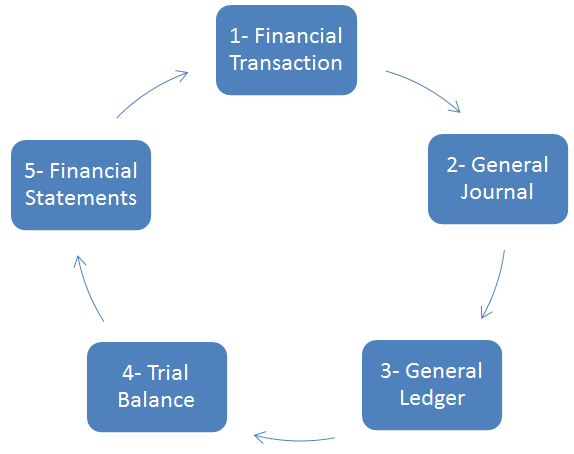 1- Financial
Transaction
2- General
Journal
3- General
Ledger
4- Trial
Balance
5- Financial
Statements